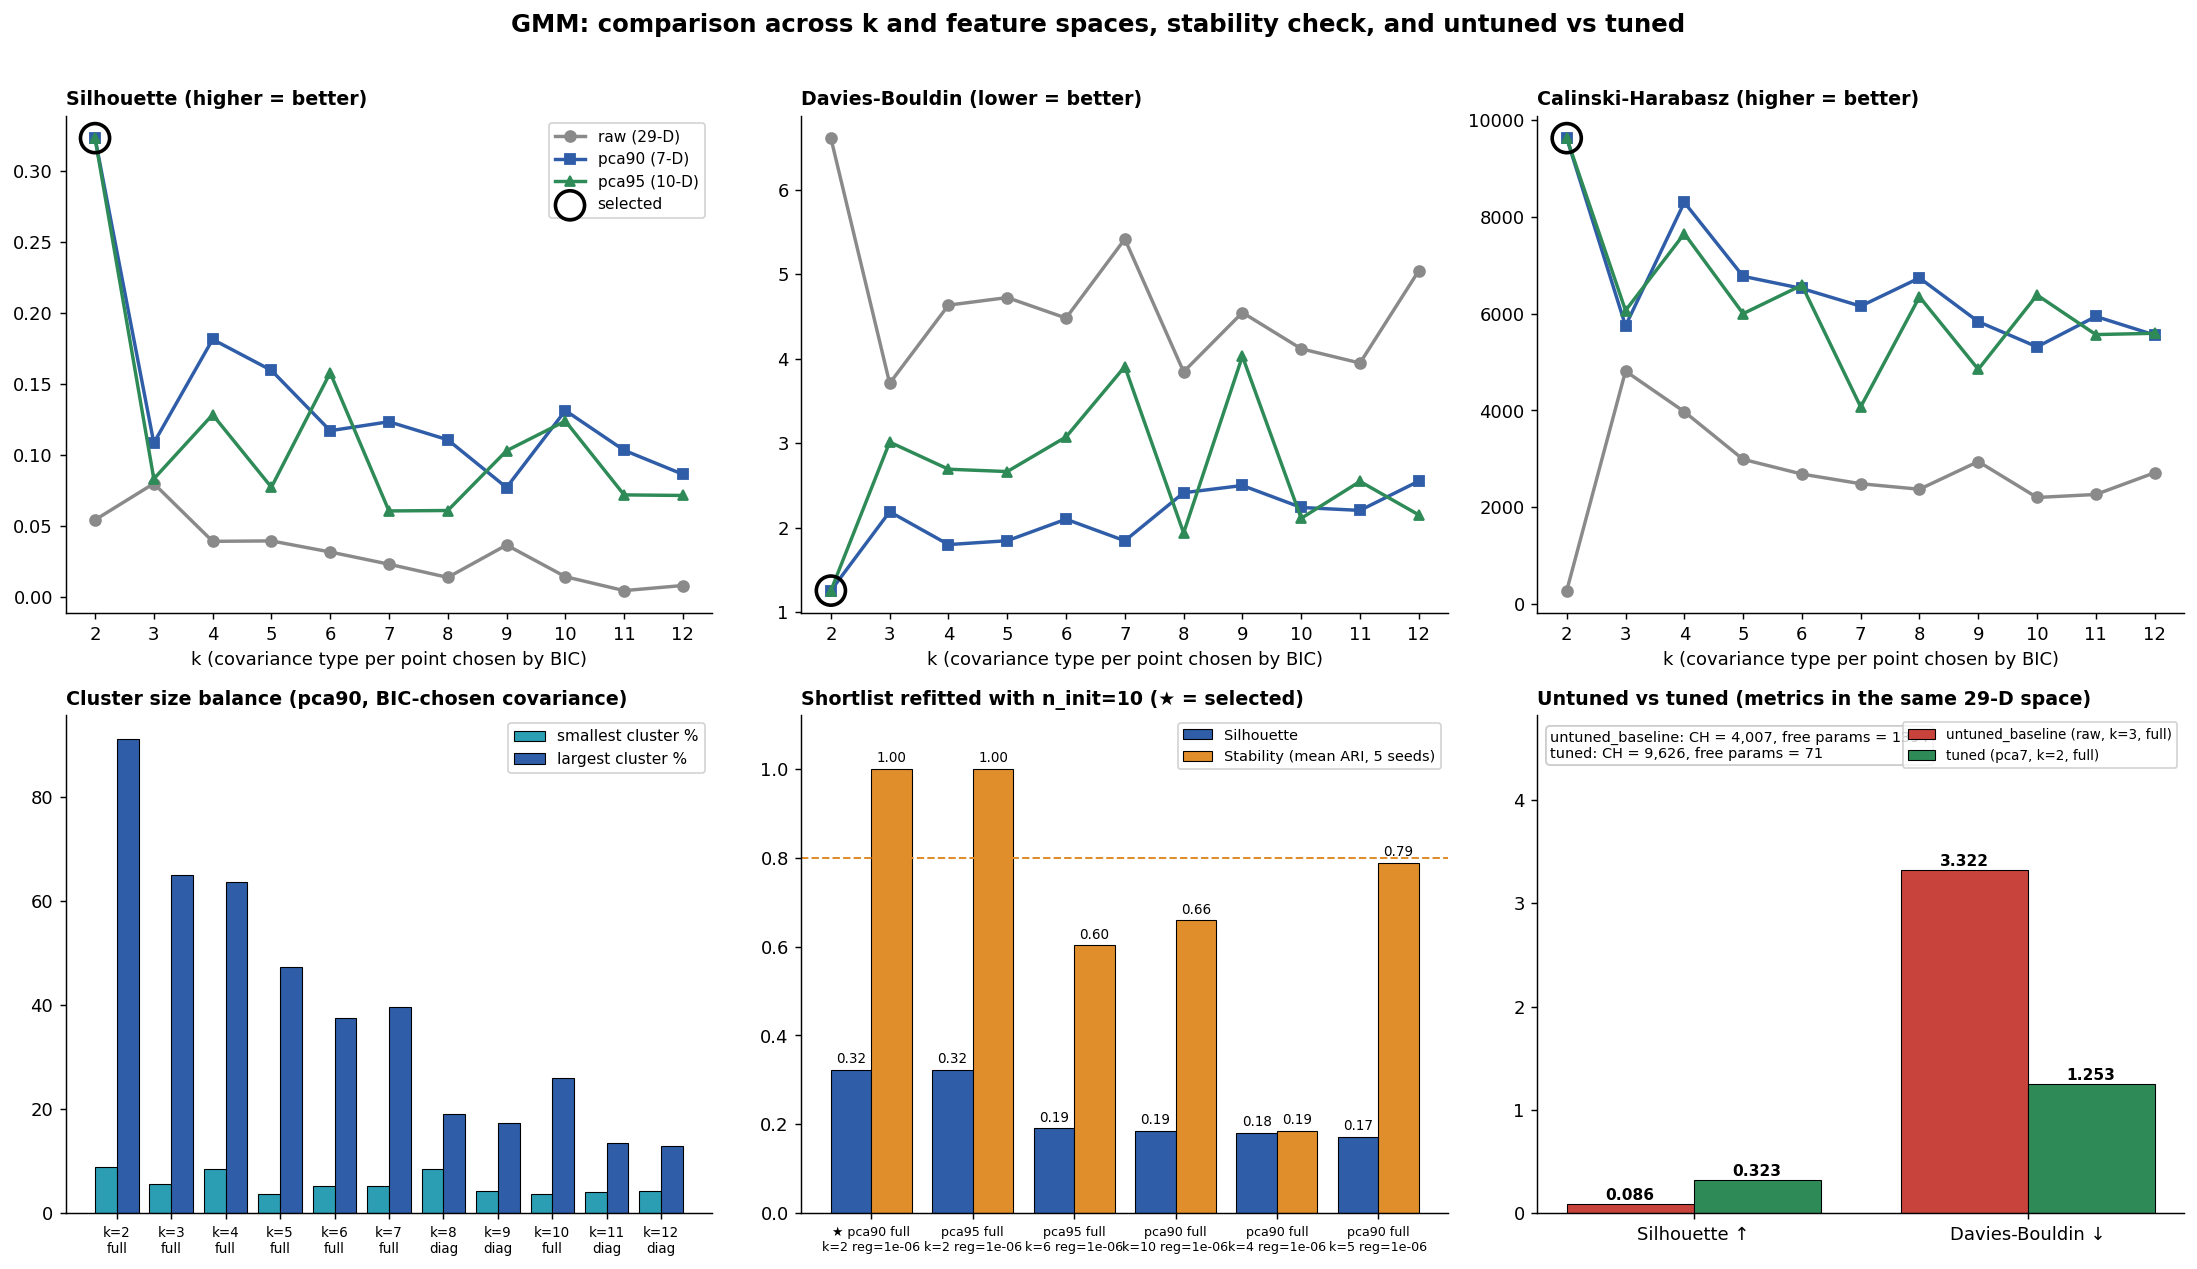 GMM: comparison across k and feature spaces, stability check, and untuned vs tuned
Silhouette (higher = better)
raw (29-D)
pca90 (7-D)
pca95 (10-D)
selected
0.30
0.25
0.20
0.15
0.10
0.05
0.00
2 3 4 5 6 7 8 9 10 11 12
k (covariance type per point chosen by BIC)
Davies-Bouldin (lower = better)
6
5
4
3
2
1
2 3 4 5 6 7 8 9 10 11 12
k (covariance type per point chosen by BIC)
Calinski-Harabasz (higher = better)
10000
8000
6000
4000
2000
0
2 3 4 5 6 7 8 9 10 11 12
k (covariance type per point chosen by BIC)
Cluster size balance (pca90, BIC-chosen covariance)
smallest cluster %
largest cluster %
80
60
40
20
0
k=2 k=3 k=4 k=5 k=6 k=7 k=8 k=9 k=10 k=11 k=12
full full full full full full diag diag full diag diag
Shortlist refitted with n_init=10 (★ = selected)
Silhouette
Stability (mean ARI, 5 seeds)
1.0
0.8
0.6
0.4
0.2
0.0
0.32 1.00 0.32 1.00 0.19 0.60 0.19 0.66 0.18 0.19 0.17 0.79
★ pca90 full pca95 full pca95 full pca90 full pca90 full pca90 full
k=2 reg=1e-06 k=2 reg=1e-06 k=6 reg=1e-06 k=10 reg=1e-06 k=4 reg=1e-06 k=5 reg=1e-06
Untuned vs tuned (metrics in the same 29-D space)
untuned_baseline: CH = 4,007, free params =
tuned: CH = 9,626, free params = 71
untuned_baseline (raw, k=3, full)
tuned (pca7, k=2, full)
4
3
2
1
0
0.086 0.323 3.322 1.253
Silhouette ↑ Davies-Bouldin ↓